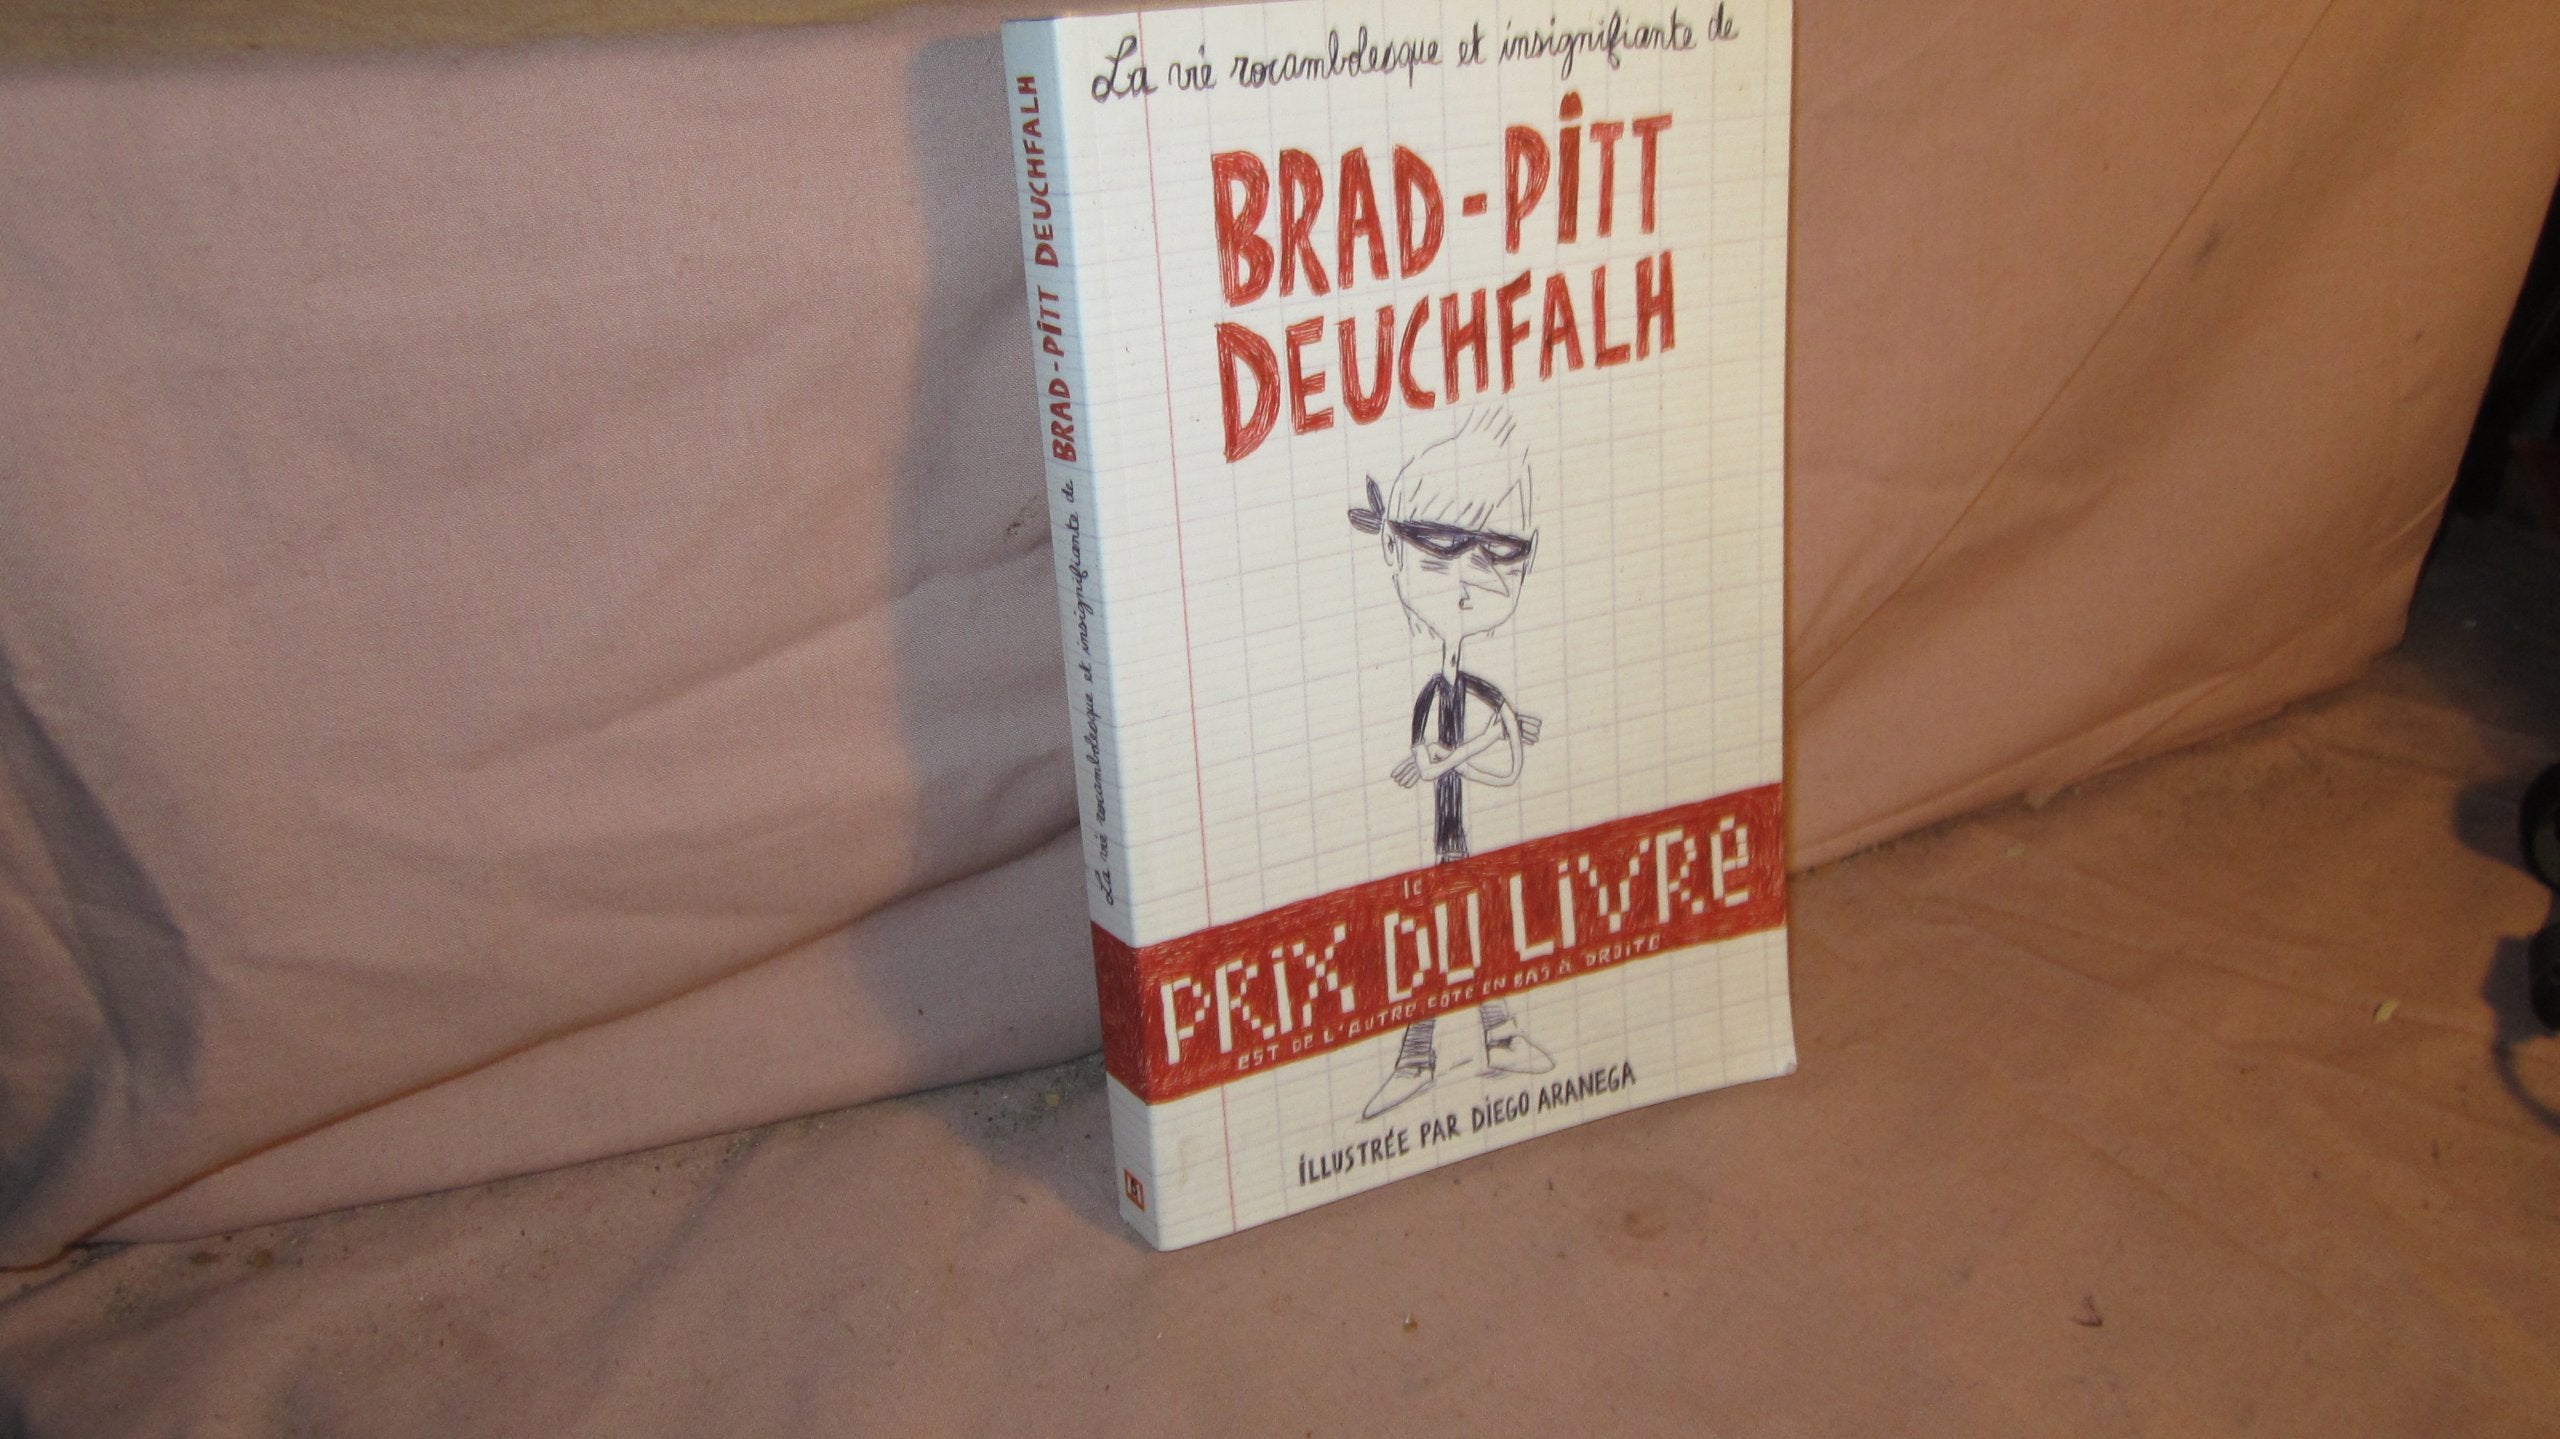 La vie rocambolesque et insignifiante de
BRAD-PITT
DEUCHFALH
le
PRIX DU LIVRE
EST DE L'AUTRE CÔTÉ EN BAS À DROITE
ILLUSTRÉE PAR DIEGO ARANEGA
La vie rocambolesque et insignifiante de BRAD-PITT DEUCHFALH